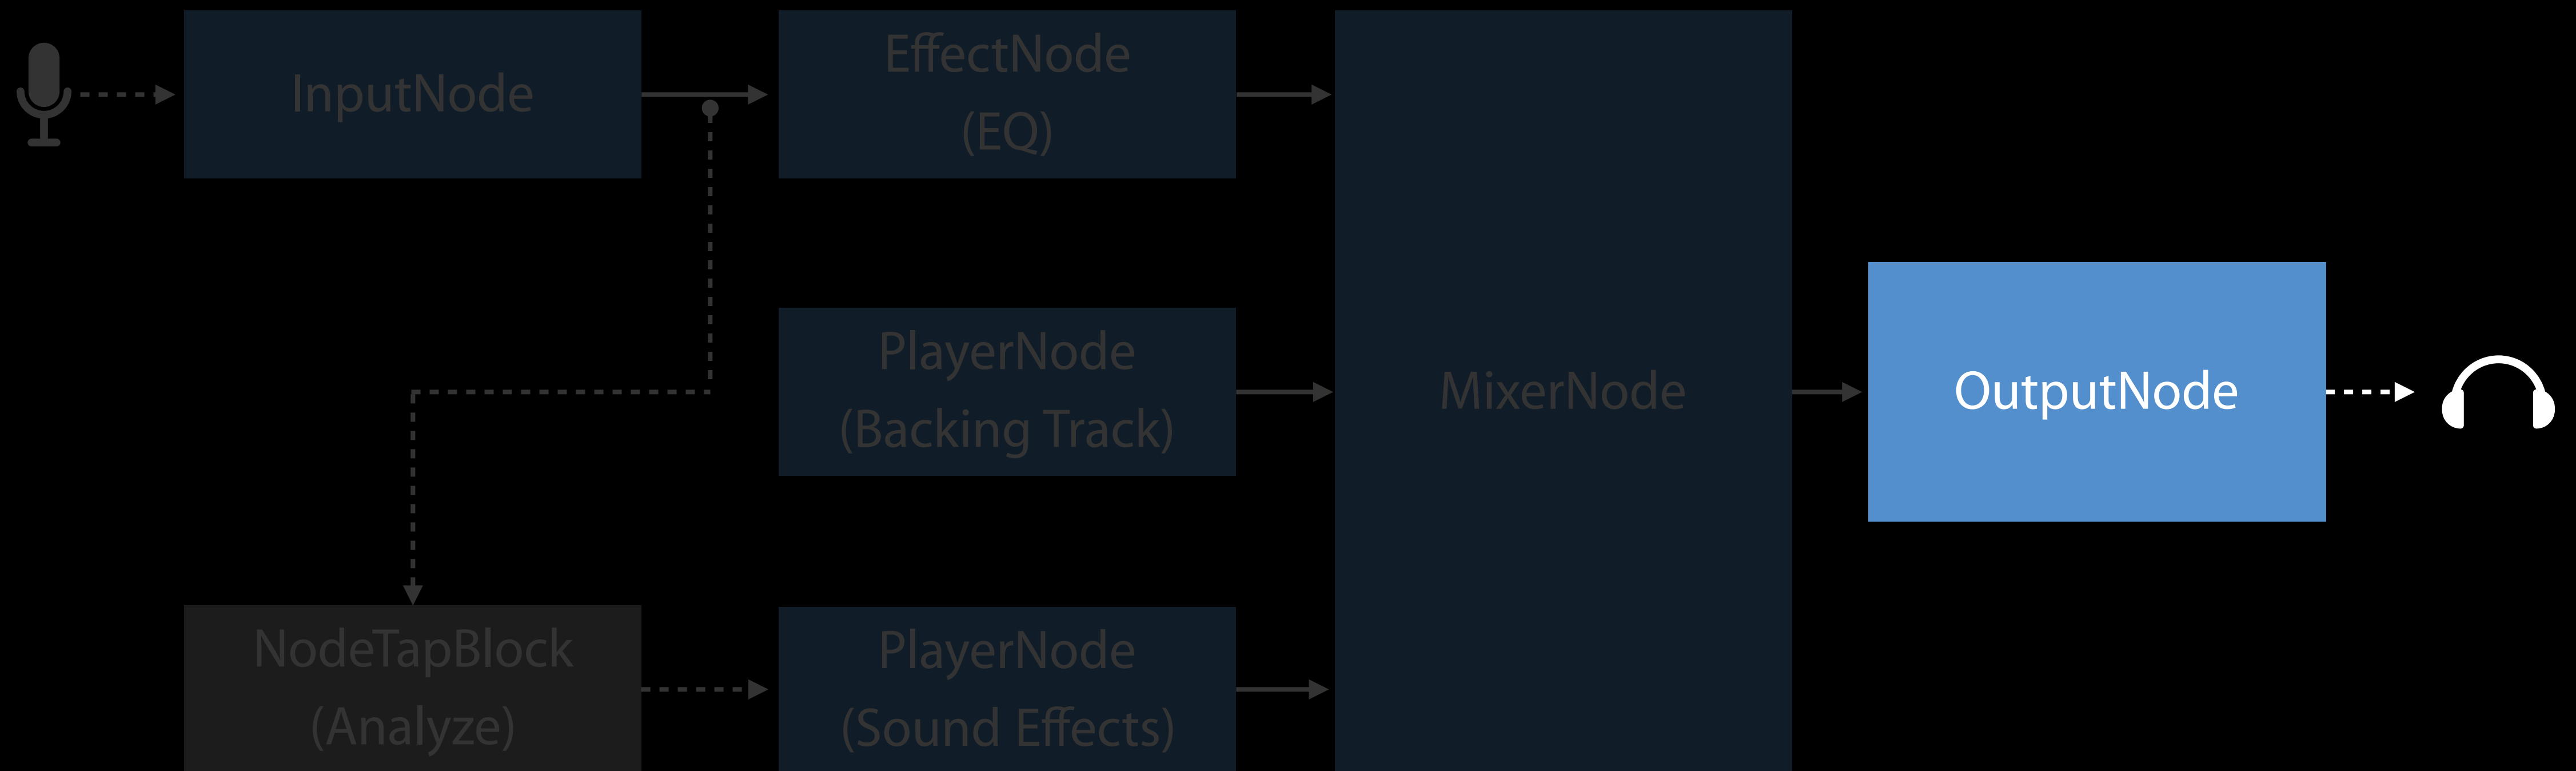 InputNode
EffectNode
(EQ)
PlayerNode
(Backing Track)
MixerNode
OutputNode
NodeTapBlock
(Analyze)
PlayerNode
(Sound Effects)